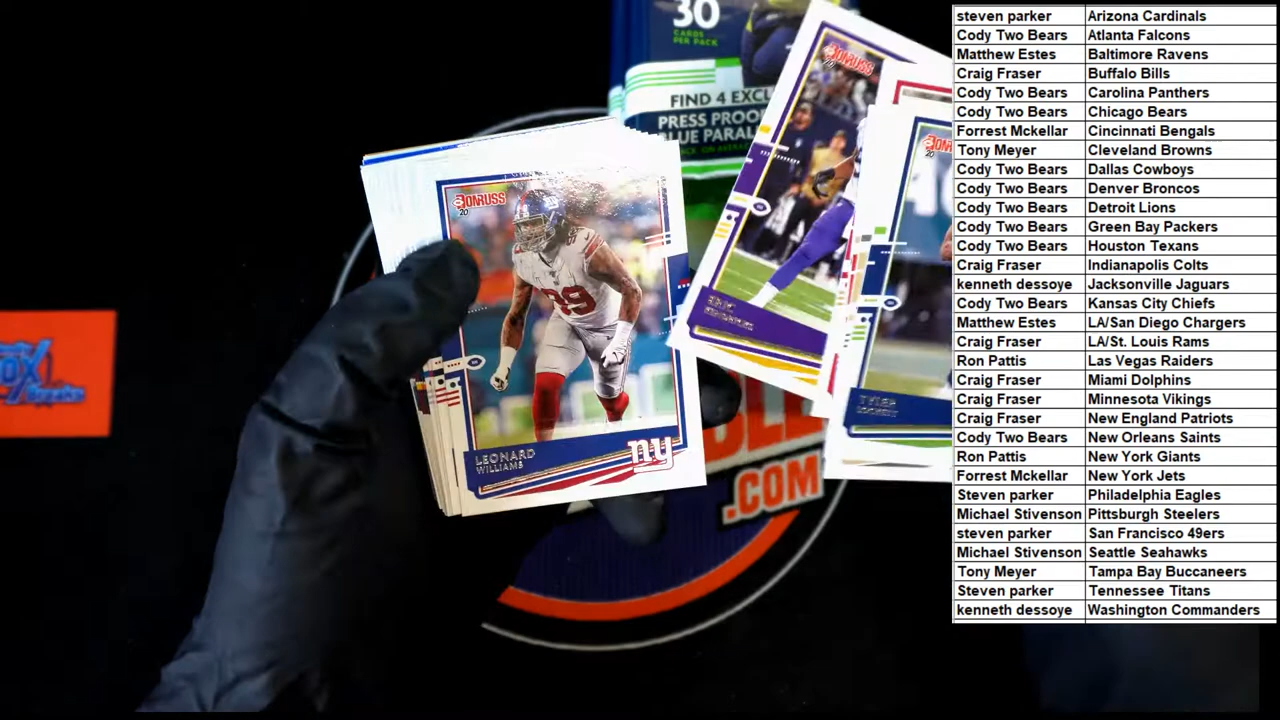 30
CARDS
PER PACK
FIND 4 EXCL
PRESS PROO
LUE PARAL
DONRUSS
20
DONRUSS
20
LEONARD
WILLIAMS
99
ny
ERIC
TYLER
LOCKETT
.COM
steven parker Arizona Cardinals
Cody Two Bears Atlanta Falcons
Matthew Estes Baltimore Ravens
Craig Fraser Buffalo Bills
Cody Two Bears Carolina Panthers
Cody Two Bears Chicago Bears
Forrest Mckellar Cincinnati Bengals
Tony Meyer Cleveland Browns
Cody Two Bears Dallas Cowboys
Cody Two Bears Denver Broncos
Cody Two Bears Detroit Lions
Cody Two Bears Green Bay Packers
Cody Two Bears Houston Texans
Craig Fraser Indianapolis Colts
kenneth dessoye Jacksonville Jaguars
Cody Two Bears Kansas City Chiefs
Matthew Estes LA/San Diego Chargers
Craig Fraser LA/St. Louis Rams
Ron Pattis Las Vegas Raiders
Craig Fraser Miami Dolphins
Craig Fraser Minnesota Vikings
Craig Fraser New England Patriots
Cody Two Bears New Orleans Saints
Ron Pattis New York Giants
Forrest Mckellar New York Jets
Steven parker Philadelphia Eagles
Michael Stivenson Pittsburgh Steelers
steven parker San Francisco 49ers
Michael Stivenson Seattle Seahawks
Tony Meyer Tampa Bay Buccaneers
Steven parker Tennessee Titans
kenneth dessoye Washington Commanders